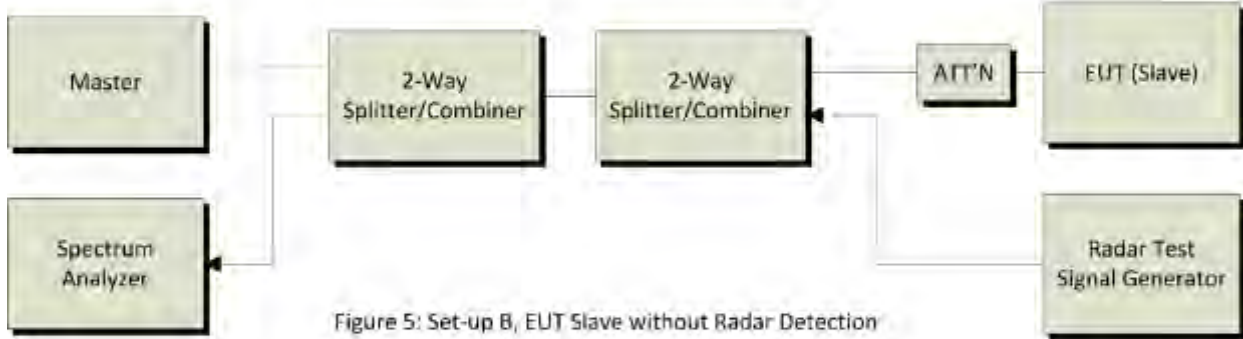 Master
2-Way
Splitter/Combiner
2-Way
Splitter/Combiner
ATT'N
EUT (Slave)
Spectrum
Analyzer
Radar Test
Signal Generator
Figure 5: Set-up B, EUT Slave without Radar Detection